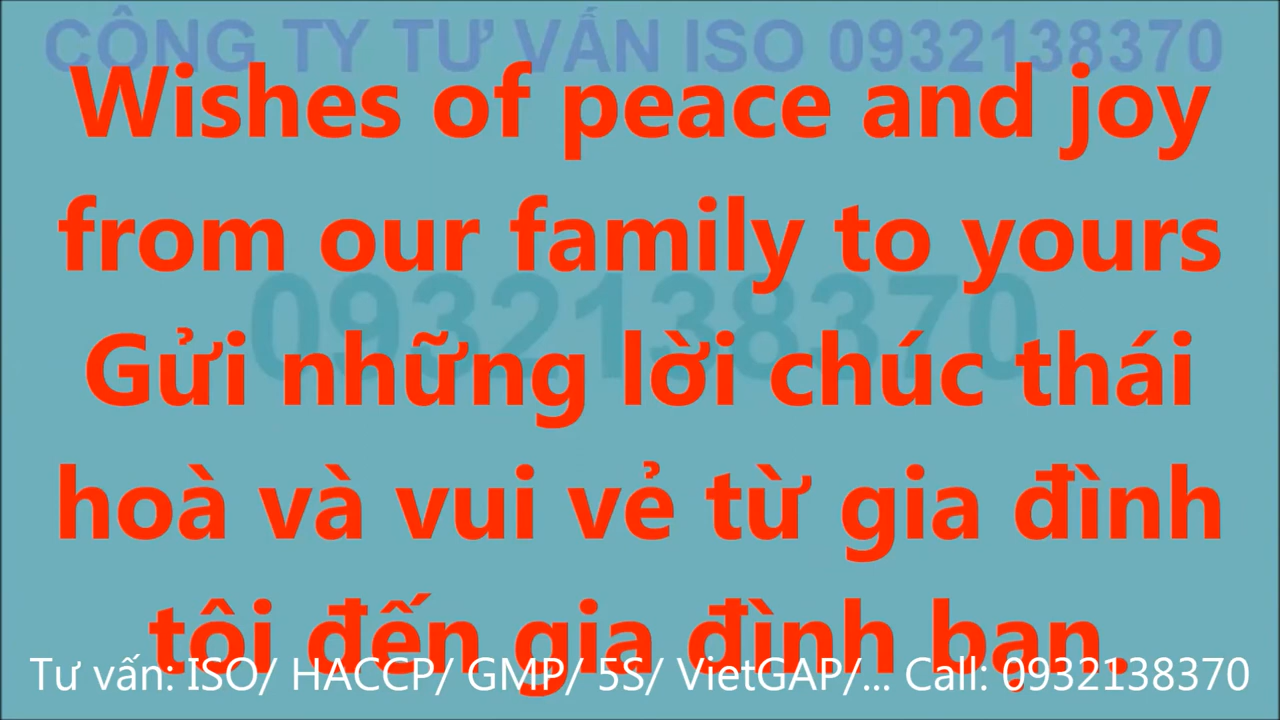 CÔNG TY TƯ VẤN ISO 0932138370
Wishes of peace and joy
from our family to yours
0932138370
Gửi những lời chúc thái
hoà và vui vẻ từ gia đình
tôi đến gia đình bạn.
Tư vấn: ISO/ HACCP/ GMP/ 5S/ VietGAP/... Call: 0932138370